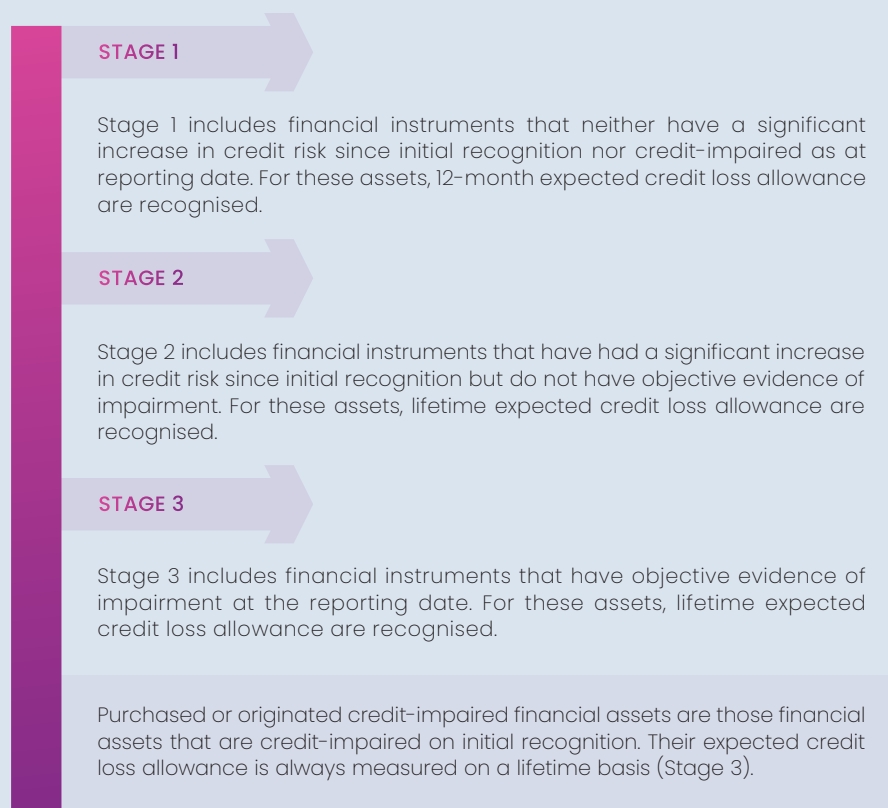 STAGE 1
Stage 1 includes financial instruments that neither have a significant
increase in credit risk since initial recognition nor credit-impaired as at
reporting date. For these assets, 12-month expected credit loss allowance
are recognised.
STAGE 2
Stage 2 includes financial instruments that have had a significant increase
in credit risk since initial recognition but do not have objective evidence of
impairment. For these assets, lifetime expected credit loss allowance are
recognised.
STAGE 3
Stage 3 includes financial instruments that have objective evidence of
impairment at the reporting date. For these assets, lifetime expected
credit loss allowance are recognised.
Purchased or originated credit-impaired financial assets are those financial
assets that are credit-impaired on initial recognition. Their expected credit
loss allowance is always measured on a lifetime basis (Stage 3).